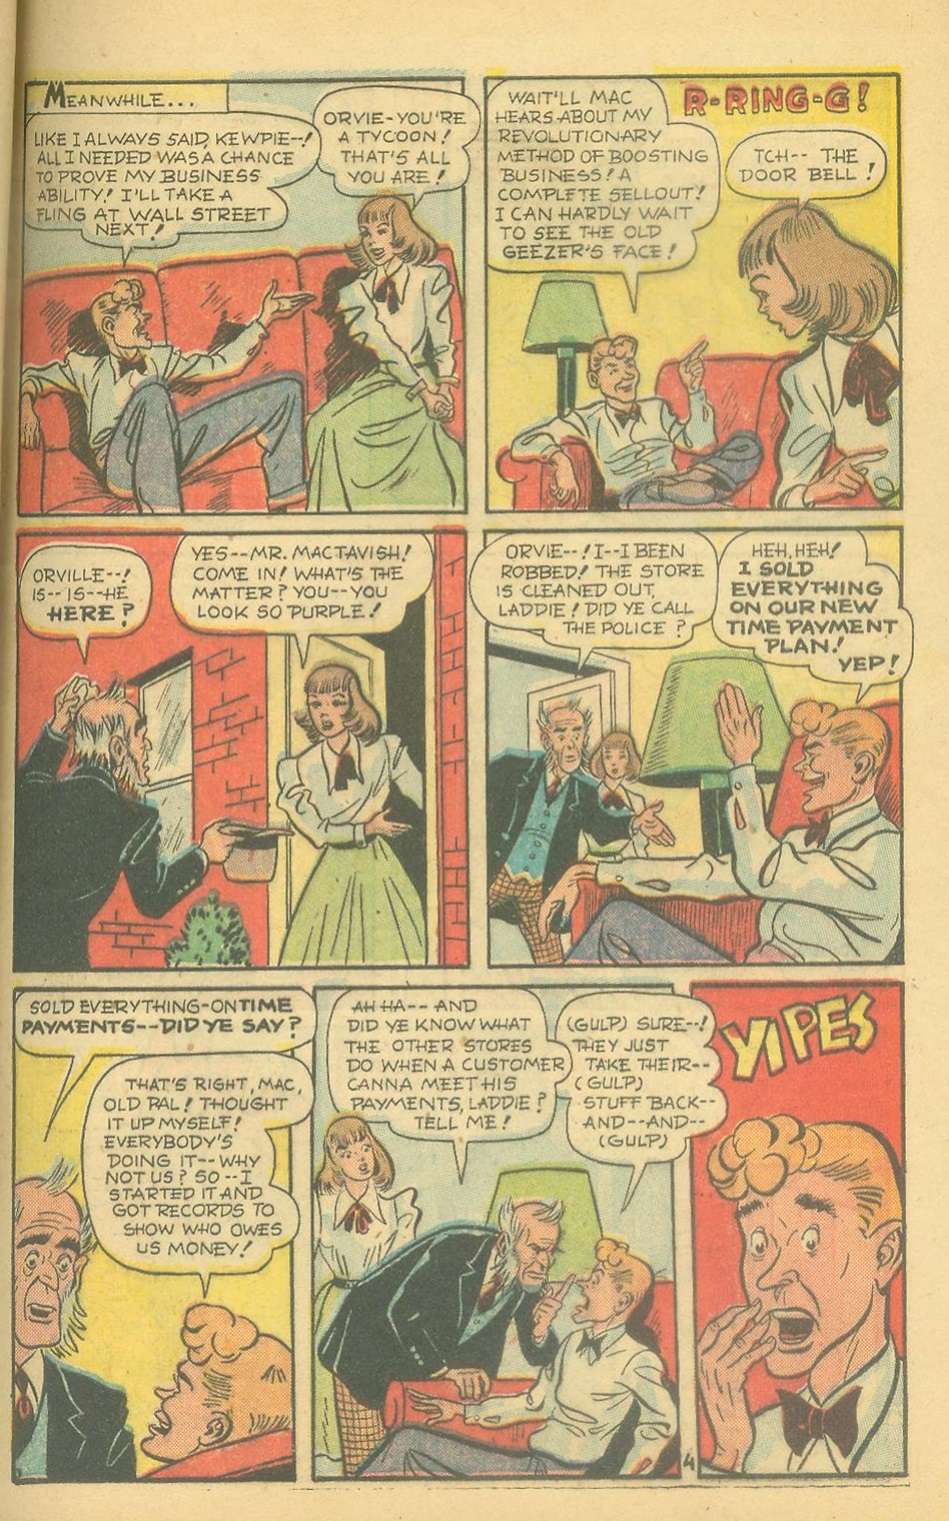 MEANWHILE...
LIKE I ALWAYS SAID, KEWPIE--!
ALL I NEEDED WAS A CHANCE
TO PROVE MY BUSINESS
ABILITY! I'LL TAKE A
FLING AT WALL STREET
NEXT!
ORVIE-YOU'RE
A TYCOON!
THAT'S ALL
YOU ARE!
WAIT'LL MAC
HEARS ABOUT MY
REVOLUTIONARY
METHOD OF BOOSTING
BUSINESS! A
COMPLETE SELLOUT!
I CAN HARDLY WAIT
TO SEE THE OLD
GEEZER'S FACE!
R-RING-G!
TCH-- THE
DOOR BELL!
ORVILLE--!
IS--IS--HE
HERE?
YES--MR. MACTAVISH!
COME IN! WHAT'S THE
MATTER? YOU--YOU
LOOK SO PURPLE!
ORVIE--! I--I BEEN
ROBBED! THE STORE
IS CLEANED OUT,
LADDIE! DID YE CALL
THE POLICE?
HEH, HEH!
I SOLD
EVERYTHING
ON OUR NEW
TIME PAYMENT
PLAN!
YEP!
SOLD EVERYTHING-ON TIME
PAYMENTS--DID YE SAY?
THAT'S RIGHT, MAC,
OLD PAL! THOUGHT
IT UP MYSELF!
EVERYBODY'S
DOING IT--WHY
NOT US? SO--I
STARTED IT AND
GOT RECORDS TO
SHOW WHO OWES
US MONEY!
AH HA-- AND
DID YE KNOW WHAT
THE OTHER STORES
DO WHEN A CUSTOMER
CANNA MEET HIS
PAYMENTS, LADDIE?
TELL ME!
(GULP) SURE--!
THEY JUST
TAKE THEIR--
(GULP)
STUFF BACK--
AND--AND--
(GULP)
YIPES
4